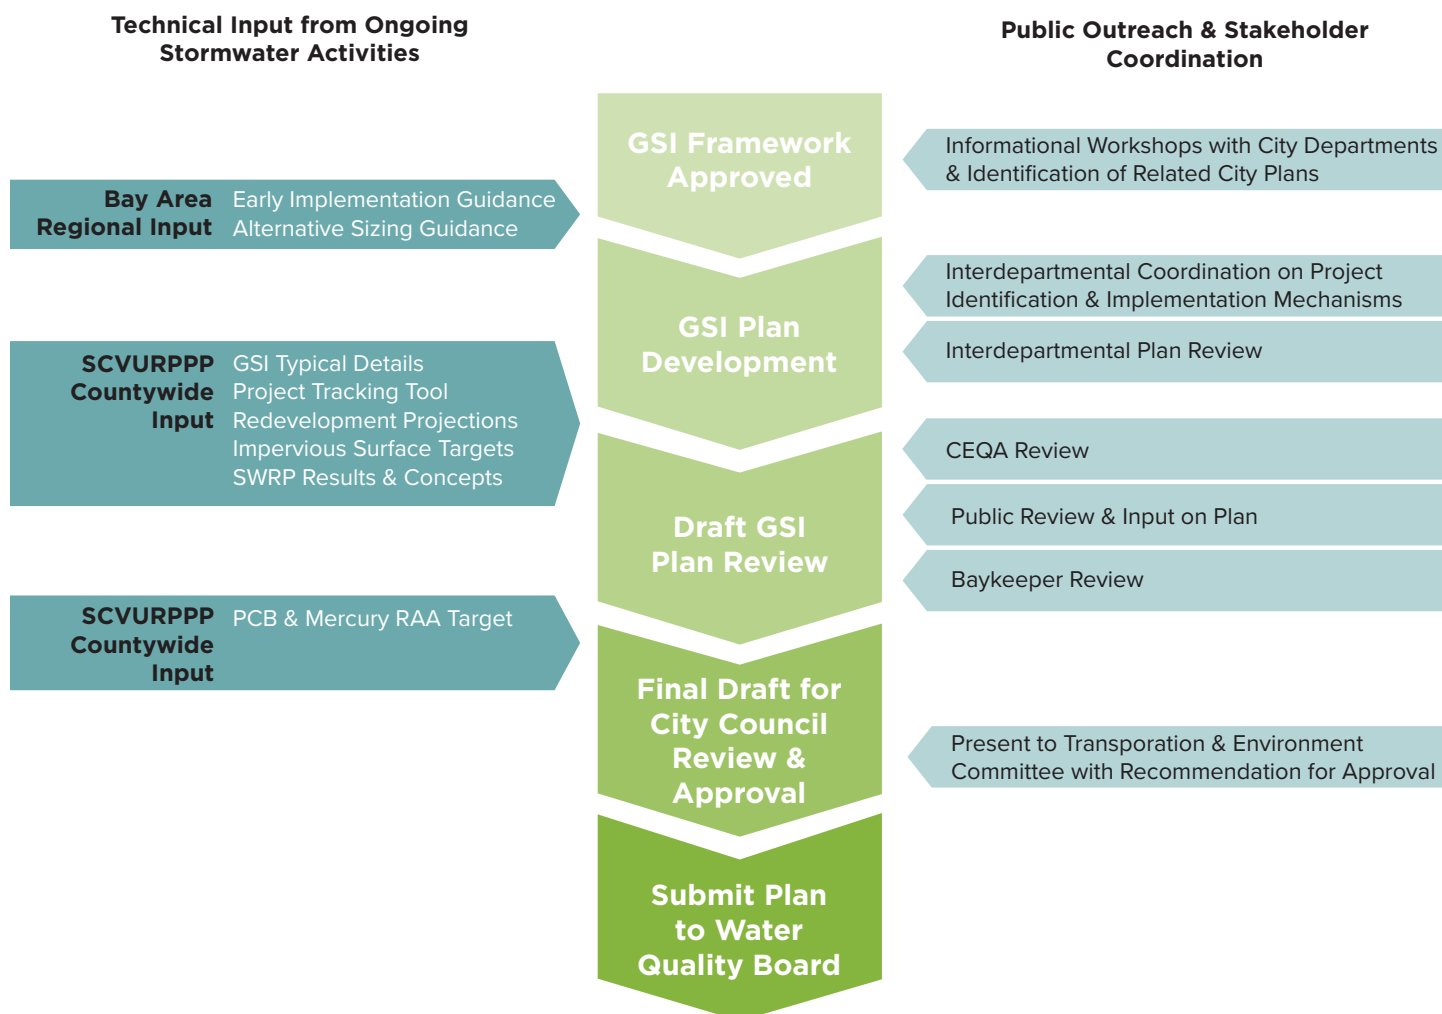 Technical Input from Ongoing
Stormwater Activities
Public Outreach & Stakeholder
Coordination
GSI Framework
Approved
Informational Workshops with City Departments
& Identification of Related City Plans
Bay Area
Regional Input
Early Implementation Guidance
Alternative Sizing Guidance
GSI Plan
Development
Interdepartmental Coordination on Project
Identification & Implementation Mechanisms
Interdepartmental Plan Review
SCVURPPP
Countywide
Input
GSI Typical Details
Project Tracking Tool
Redevelopment Projections
Impervious Surface Targets
SWRP Results & Concepts
Draft GSI
Plan Review
CEQA Review
Public Review & Input on Plan
Baykeeper Review
SCVURPPP
Countywide
Input
PCB & Mercury RAA Target
Final Draft for
City Council
Review &
Approval
Present to Transporation & Environment
Committee with Recommendation for Approval
Submit Plan
to Water
Quality Board